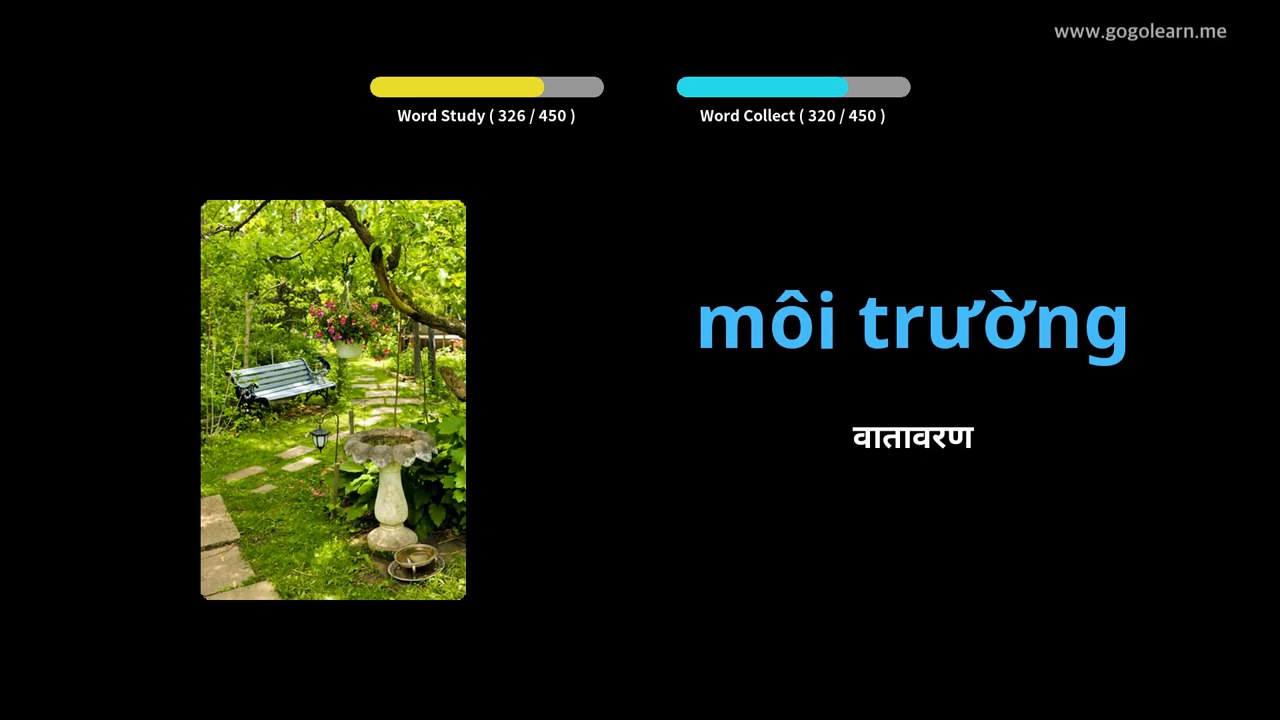 www.gogolearn.me
Word Study ( 326 / 450 )
Word Collect ( 320 / 450 )
môi trường
वातावरण